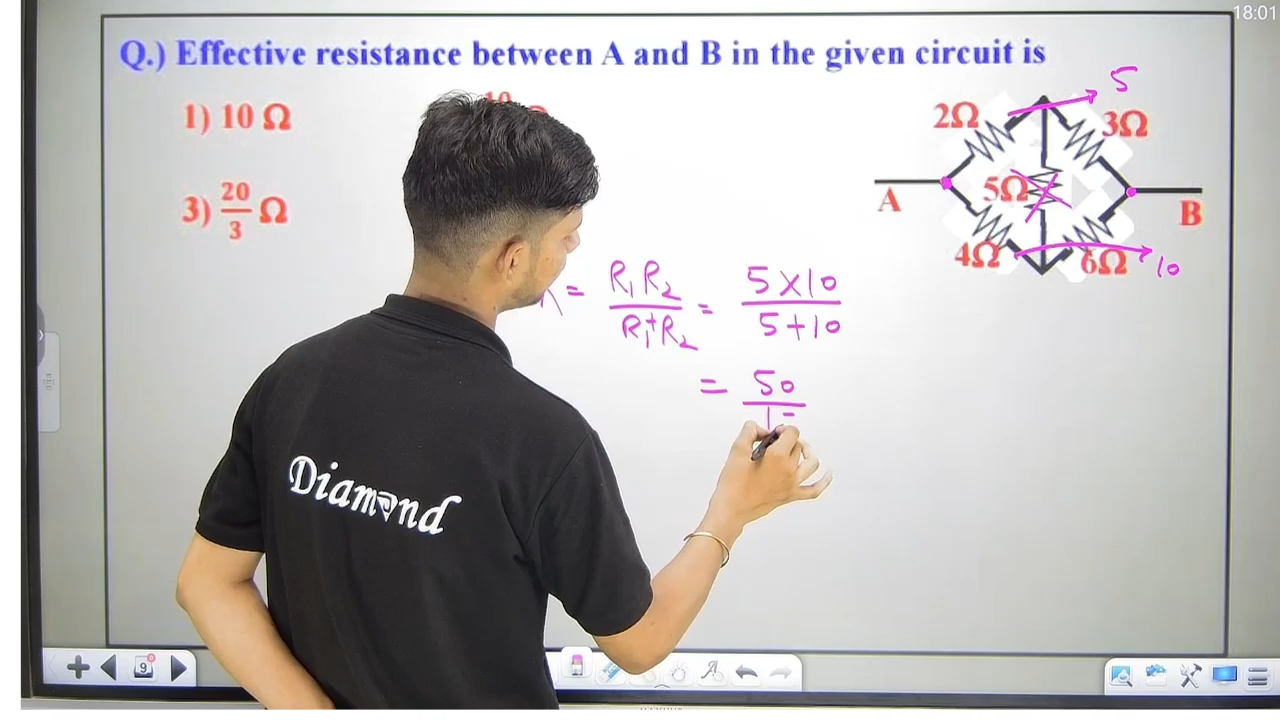 18:01
Q.) Effective resistance between A and B in the given circuit is
1) 10 Ω
10
3) 20/3 Ω
5
2Ω
3Ω
5Ω
A
B
4Ω
6Ω
10
= R₁R₂/R₁+R₂ = 5×10/5+10
= 50
Diamond
9
A